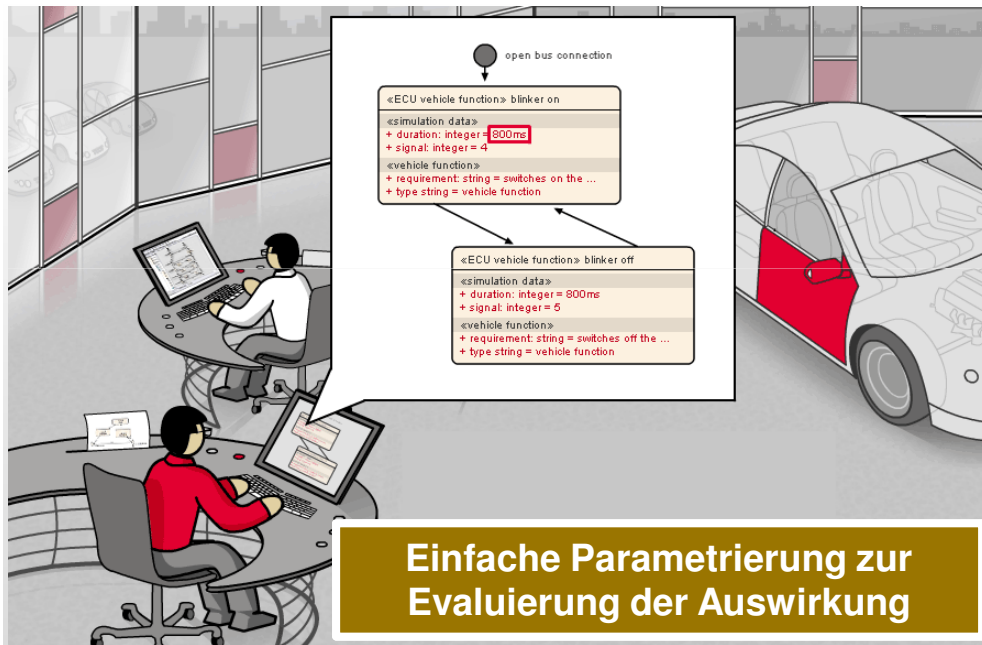 open bus connection
«ECU vehicle function» blinker on
«simulation data»
+ duration: integer = 800ms
+ signal: integer = 4
«vehicle function»
+ requirement: string = switches on the ...
+ type string = vehicle function
«ECU vehicle function» blinker off
«simulation data»
+ duration: integer = 800ms
+ signal: integer = 5
«vehicle function»
+ requirement: string = switches off the ...
+ type string = vehicle function
Einfache Parametrierung zur
Evaluierung der Auswirkung